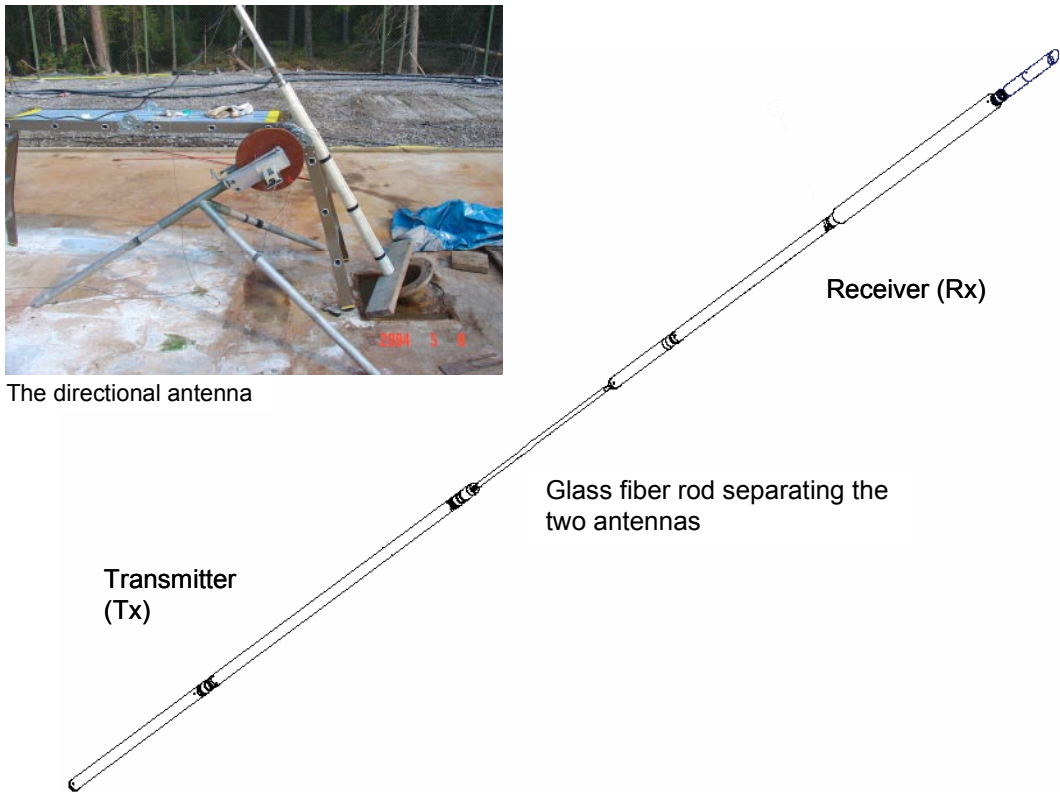 The directional antenna
Receiver (Rx)
Glass fiber rod separating the
two antennas
Transmitter
(Tx)